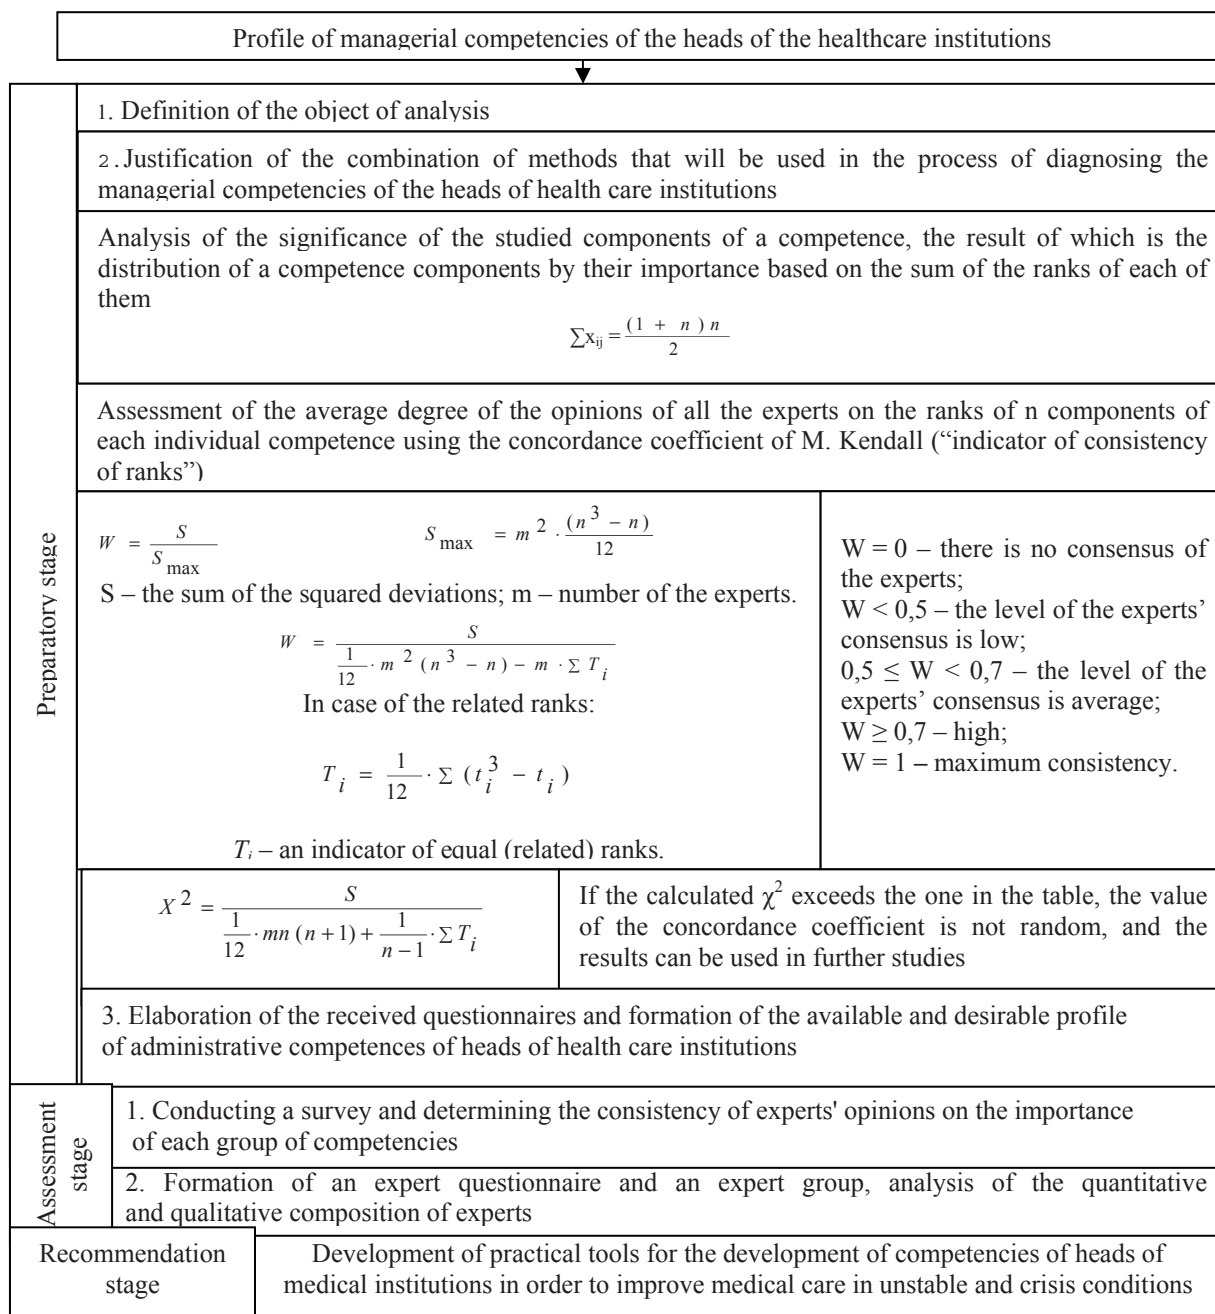 Profile of managerial competencies of the heads of the healthcare institutions
Preparatory stage
1. Definition of the object of analysis
2.Justification of the combination of methods that will be used in the process of diagnosing the
managerial competencies of the heads of health care institutions
Analysis of the significance of the studied components of a competence, the result of which is the
distribution of a competence components by their importance based on the sum of the ranks of each of
them
∑x_ij = (1 + n) n / 2
Assessment of the average degree of the opinions of all the experts on the ranks of n components of
each individual competence using the concordance coefficient of M. Kendall (“indicator of consistency
of ranks”)
W = S / S max    S max = m² · (n³ − n) / 12
S – the sum of the squared deviations; m – number of the experts.
W = S / (1/12 · m² (n³ − n) − m · Σ T_i)
In case of the related ranks:
T_i = 1/12 · Σ (t_i³ − t_i)
T_i – an indicator of equal (related) ranks.
W = 0 – there is no consensus of
the experts;
W < 0,5 – the level of the experts’
consensus is low;
0,5 ≤ W < 0,7 – the level of the
experts’ consensus is average;
W ≥ 0,7 – high;
W = 1 – maximum consistency.
X² = S / (1/12 · mn (n + 1) + 1/(n − 1) · Σ T_i)
If the calculated χ² exceeds the one in the table, the value
of the concordance coefficient is not random, and the
results can be used in further studies
3. Elaboration of the received questionnaires and formation of the available and desirable profile
of administrative competences of heads of health care institutions
Assessment
stage
1. Conducting a survey and determining the consistency of experts' opinions on the importance
of each group of competencies
2. Formation of an expert questionnaire and an expert group, analysis of the quantitative
and qualitative composition of experts
Recommendation
stage
Development of practical tools for the development of competencies of heads of
medical institutions in order to improve medical care in unstable and crisis conditions